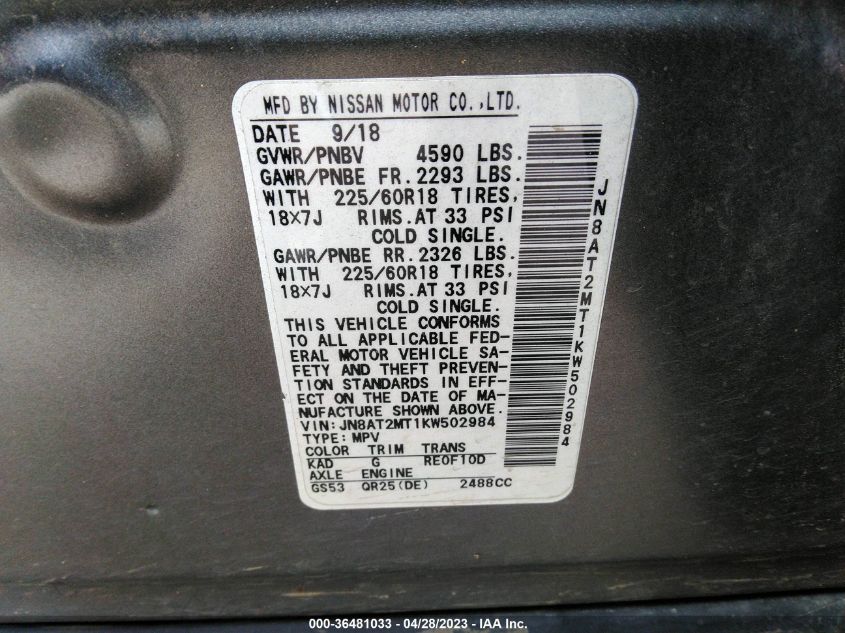 MFD BY NISSAN MOTOR CO.,LTD.
DATE 9/18
GVWR/PNBV 4590 LBS.
GAWR/PNBE FR. 2293 LBS.
WITH 225/60R18 TIRES,
18X7J RIMS.AT 33 PSI
COLD SINGLE.
GAWR/PNBE RR. 2326 LBS.
WITH 225/60R18 TIRES,
18X7J RIMS.AT 33 PSI
COLD SINGLE.
THIS VEHICLE CONFORMS
TO ALL APPLICABLE FED-
ERAL MOTOR VEHICLE SA-
FETY AND THEFT PREVEN-
TION STANDARDS IN EFF-
ECT ON THE DATE OF MA-
NUFACTURE SHOWN ABOVE.
VIN: JN8AT2MT1KW502984
TYPE: MPV
COLOR TRIM TRANS
KAD G RE0F10D
AXLE ENGINE
GS53 QR25(DE) 2488CC
JN8AT2MT1KW502984
000-36481033 - 04/28/2023 - IAA Inc.